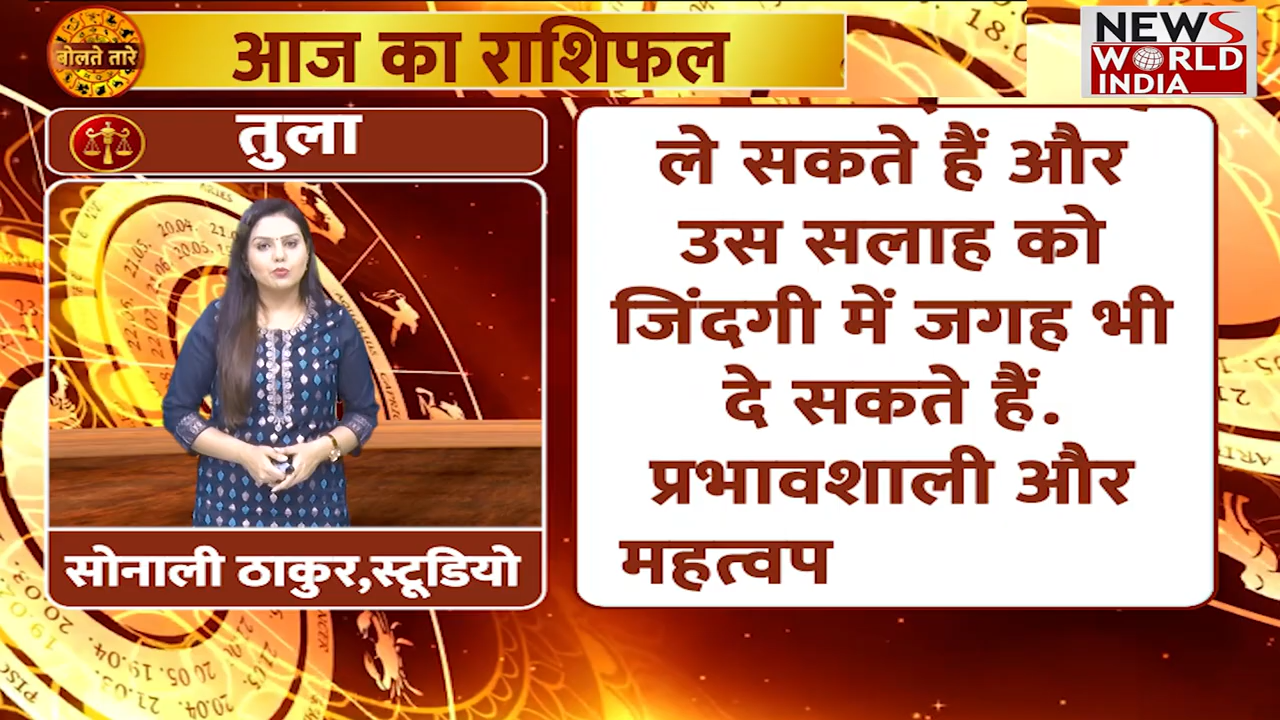 बोलते तारे
आज का राशिफल
NEWS
WORLD
INDIA
तुला
ले सकते हैं और
उस सलाह को
जिंदगी में जगह भी
दे सकते हैं.
प्रभावशाली और
महत्वप
सोनाली ठाकुर,स्टूडियो